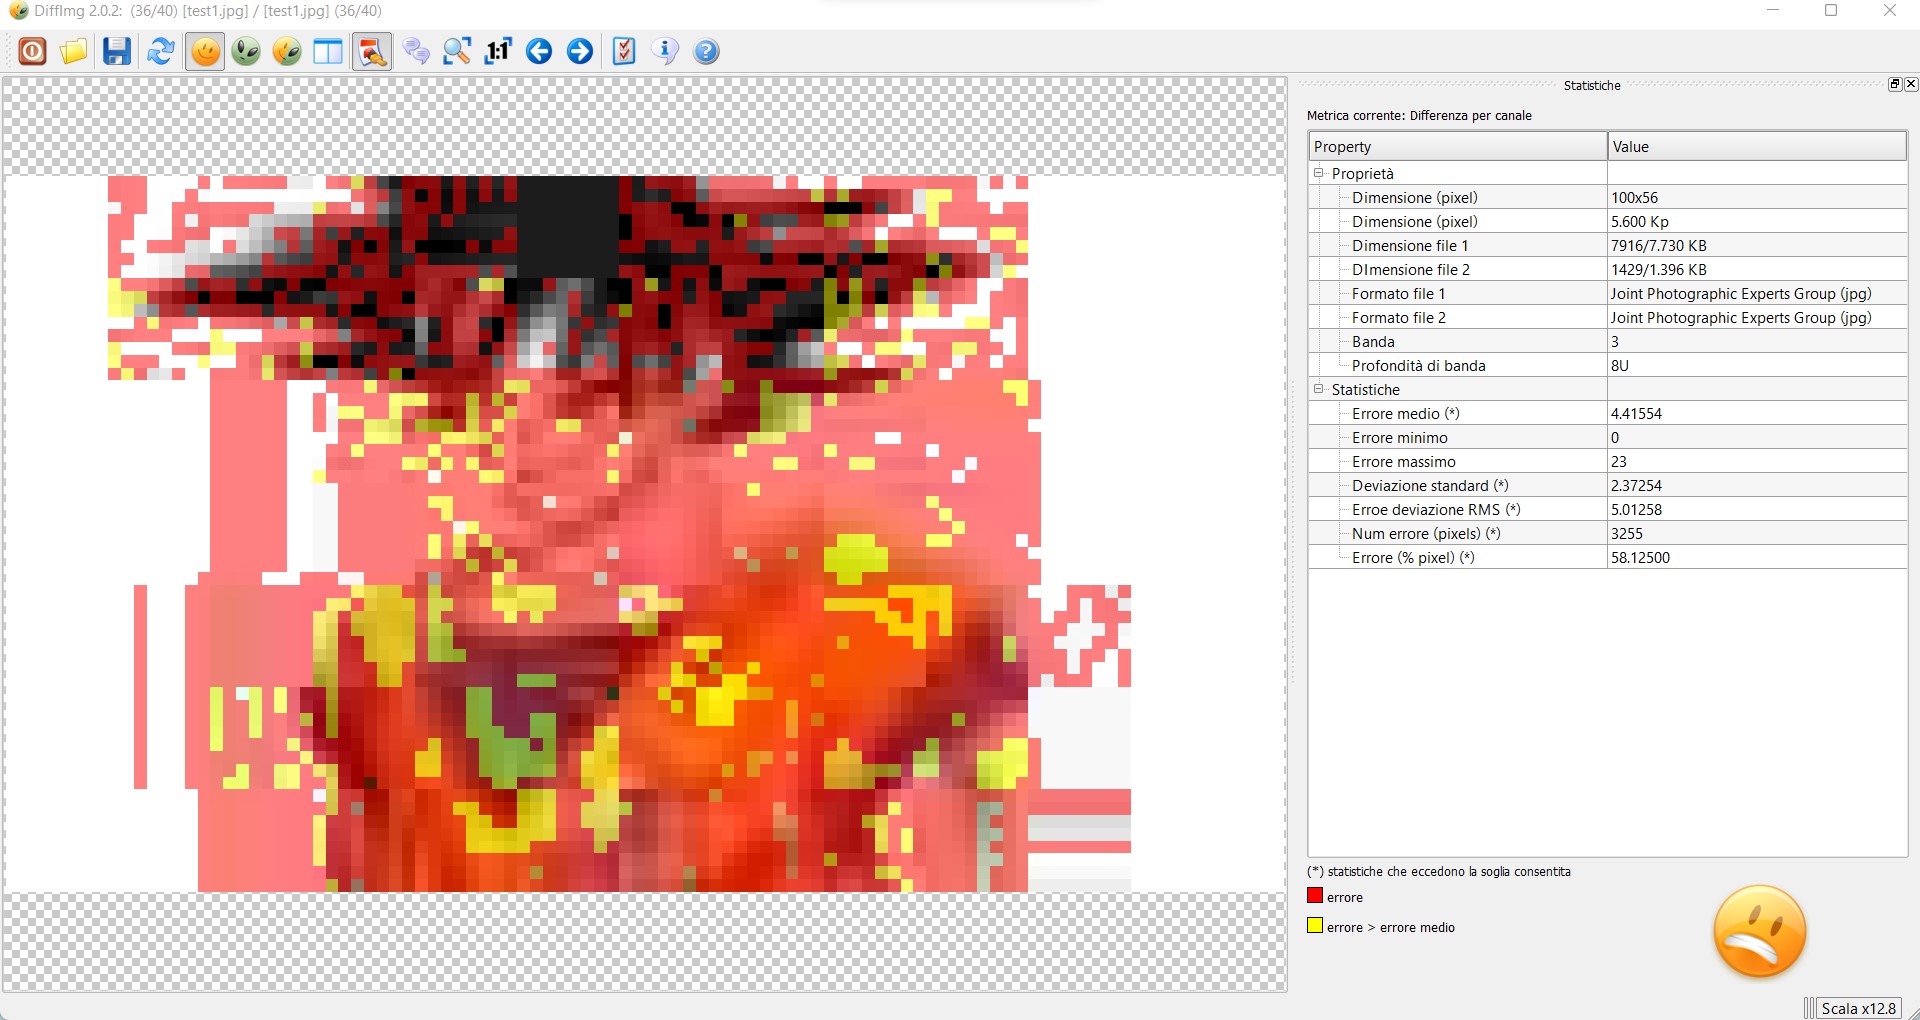 DiffImg 2.0.2: (36/40) [test1.jpg] / [test1.jpg] (36/40)
1:1
Statistiche
Metrica corrente: Differenza per canale
Property Value
Proprietà
Dimensione (pixel) 100x56
Dimensione (pixel) 5.600 Kp
Dimensione file 1 7916/7.730 KB
DImensione file 2 1429/1.396 KB
Formato file 1 Joint Photographic Experts Group (jpg)
Formato file 2 Joint Photographic Experts Group (jpg)
Banda 3
Profondità di banda 8U
Statistiche
Errore medio (*) 4.41554
Errore minimo 0
Errore massimo 23
Deviazione standard (*) 2.37254
Erroe deviazione RMS (*) 5.01258
Num errore (pixels) (*) 3255
Errore (% pixel) (*) 58.12500
(*) statistiche che eccedono la soglia consentita
errore
errore > errore medio
Scala x12.8